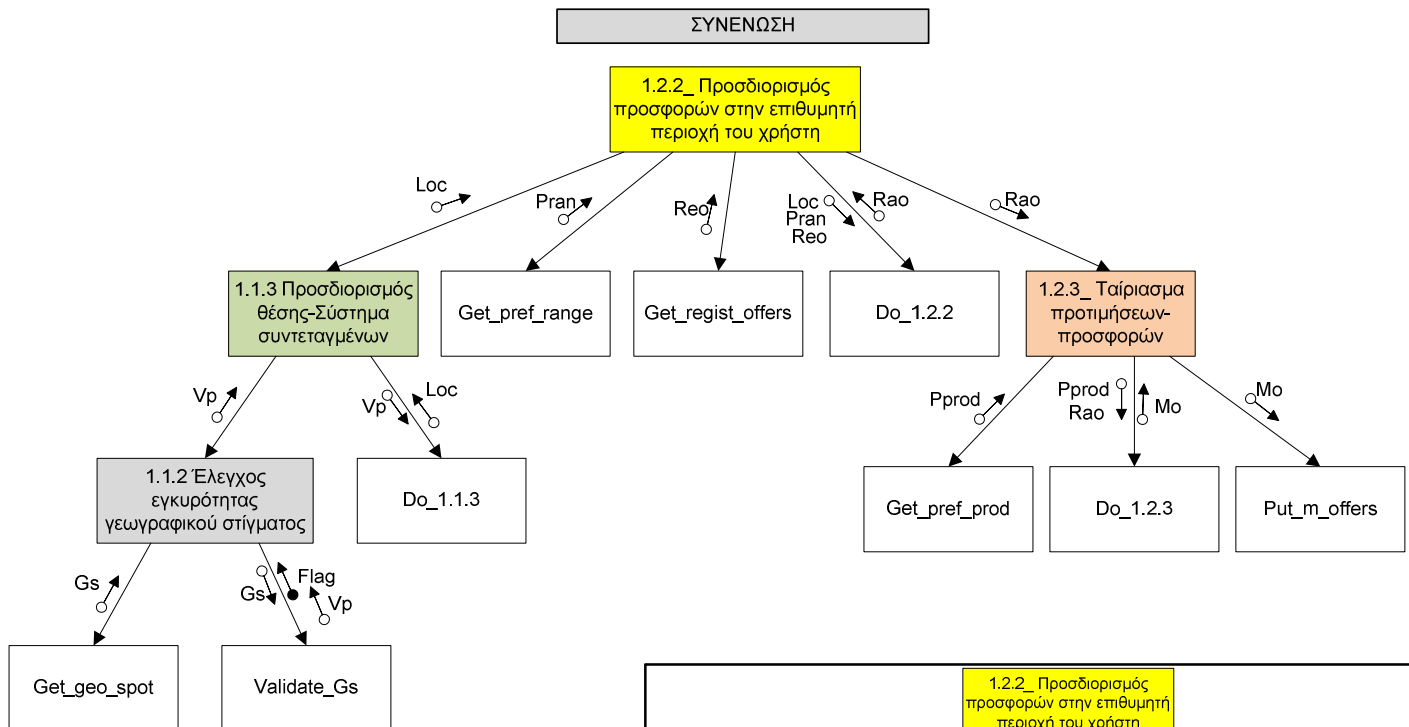 ΣΥΝΕΝΩΣΗ
1.2.2_ Προσδιορισμός
προσφορών στην επιθυμητή
περιοχή του χρήστη
Loc
Pran
Reo
Loc
Pran
Reo
Rao
Rao
1.1.3 Προσδιορισμός
θέσης-Σύστημα
συντεταγμένων
Get_pref_range
Get_regist_offers
Do_1.2.2
1.2.3_ Ταίριασμα
προτιμήσεων-
προσφορών
Vp
Vp
Loc
Pprod
Pprod
Rao
Mo
Mo
1.1.2 Έλεγχος
εγκυρότητας
γεωγραφικού στίγματος
Do_1.1.3
Get_pref_prod
Do_1.2.3
Put_m_offers
Gs
Gs
Flag
Vp
Get_geo_spot
Validate_Gs
1.2.2_ Προσδιορισμός
προσφορών στην επιθυμητή
περιοχή του χρήστη